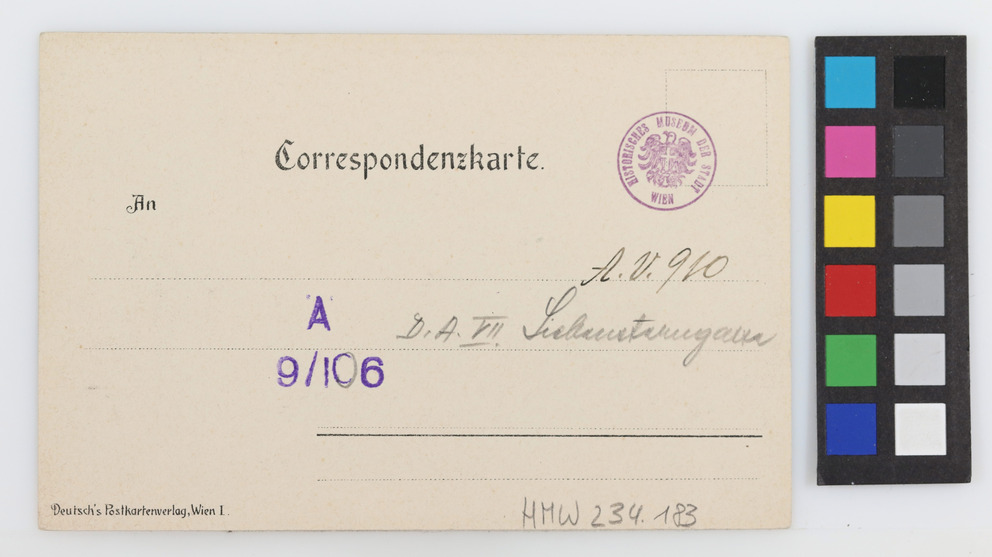 Correspondenzkarte.
HISTORISCHES MUSEUM DER STADT WIEN
An
A.V. 910
D.A. VII. Siebensterngasse
A
9/106
Deutsch's Postkartenverlag, Wien I.
HMW 234.183